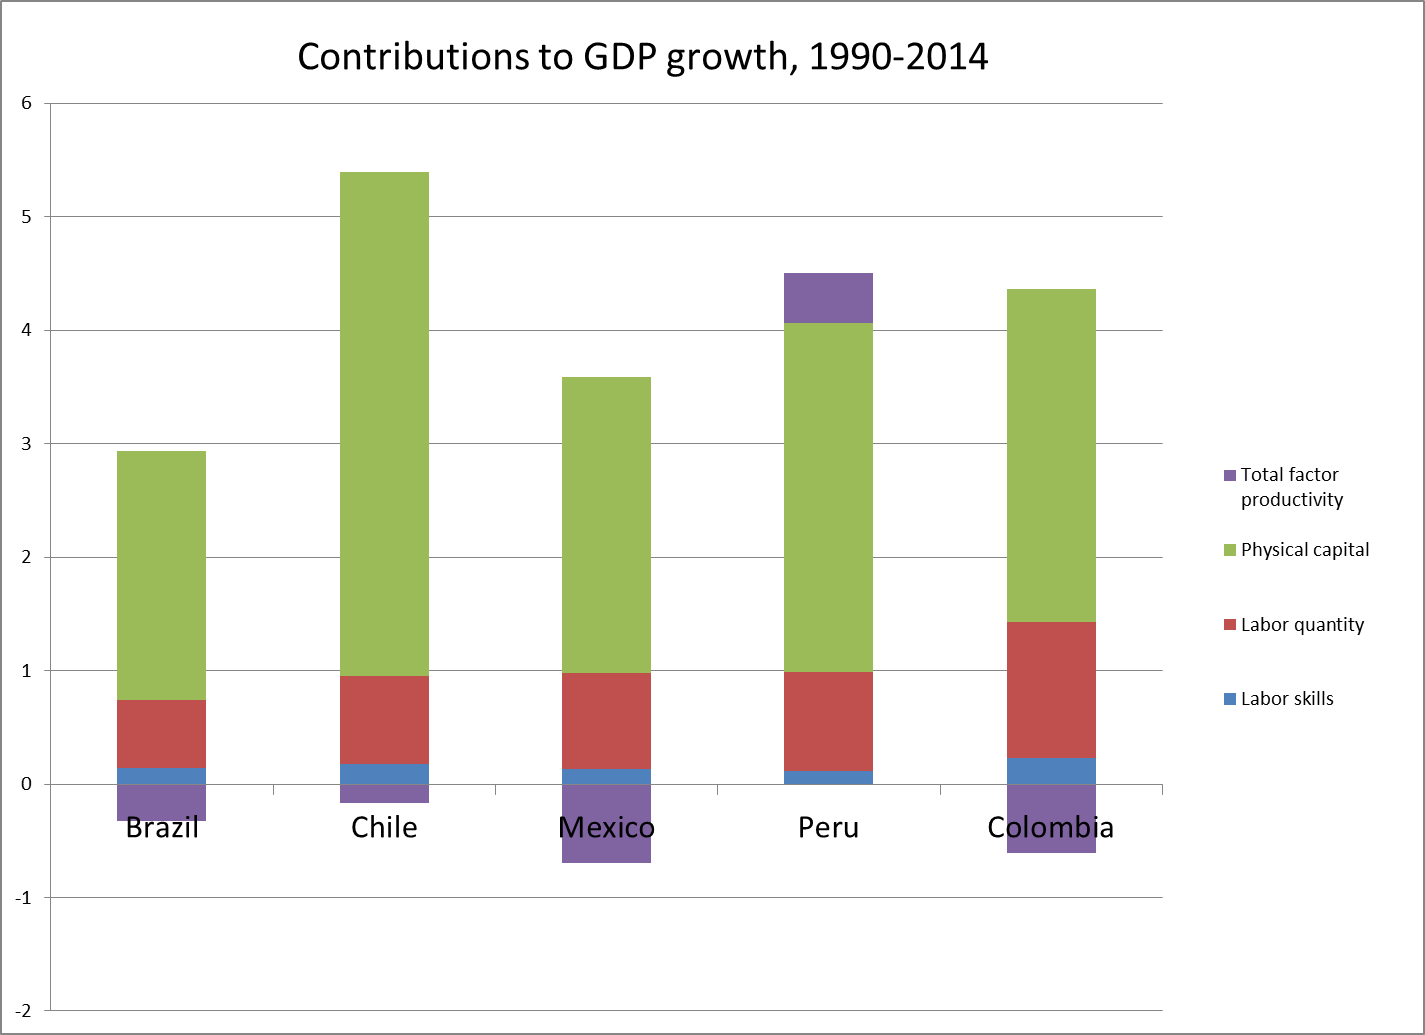 Contributions to GDP growth, 1990-2014
6
5
4
3
2
1
0
-1
-2
Brazil Chile Mexico Peru Colombia
Total factor
productivity
Physical capital
Labor quantity
Labor skills